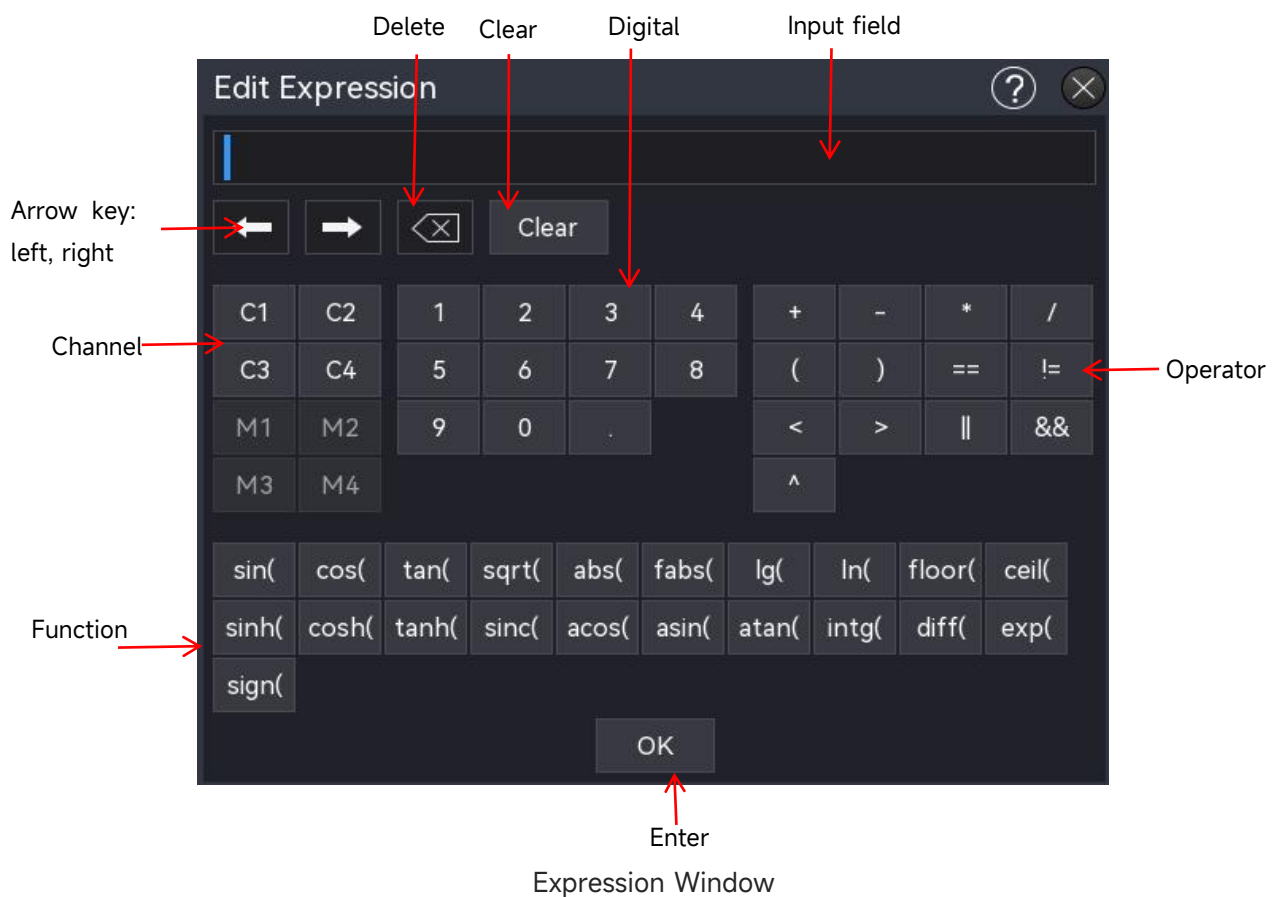 Delete Clear Digital Input field
Edit Expression ?
Arrow key:
left, right
Clear
C1 C2 1 2 3 4 + - * /
Channel
C3 C4 5 6 7 8 ( ) == !=
Operator
M1 M2 9 0 . < > || &&
M3 M4 ^
sin( cos( tan( sqrt( abs( fabs( lg( ln( floor( ceil(
Function
sinh( cosh( tanh( sinc( acos( asin( atan( intg( diff( exp(
sign(
OK
Enter
Expression Window